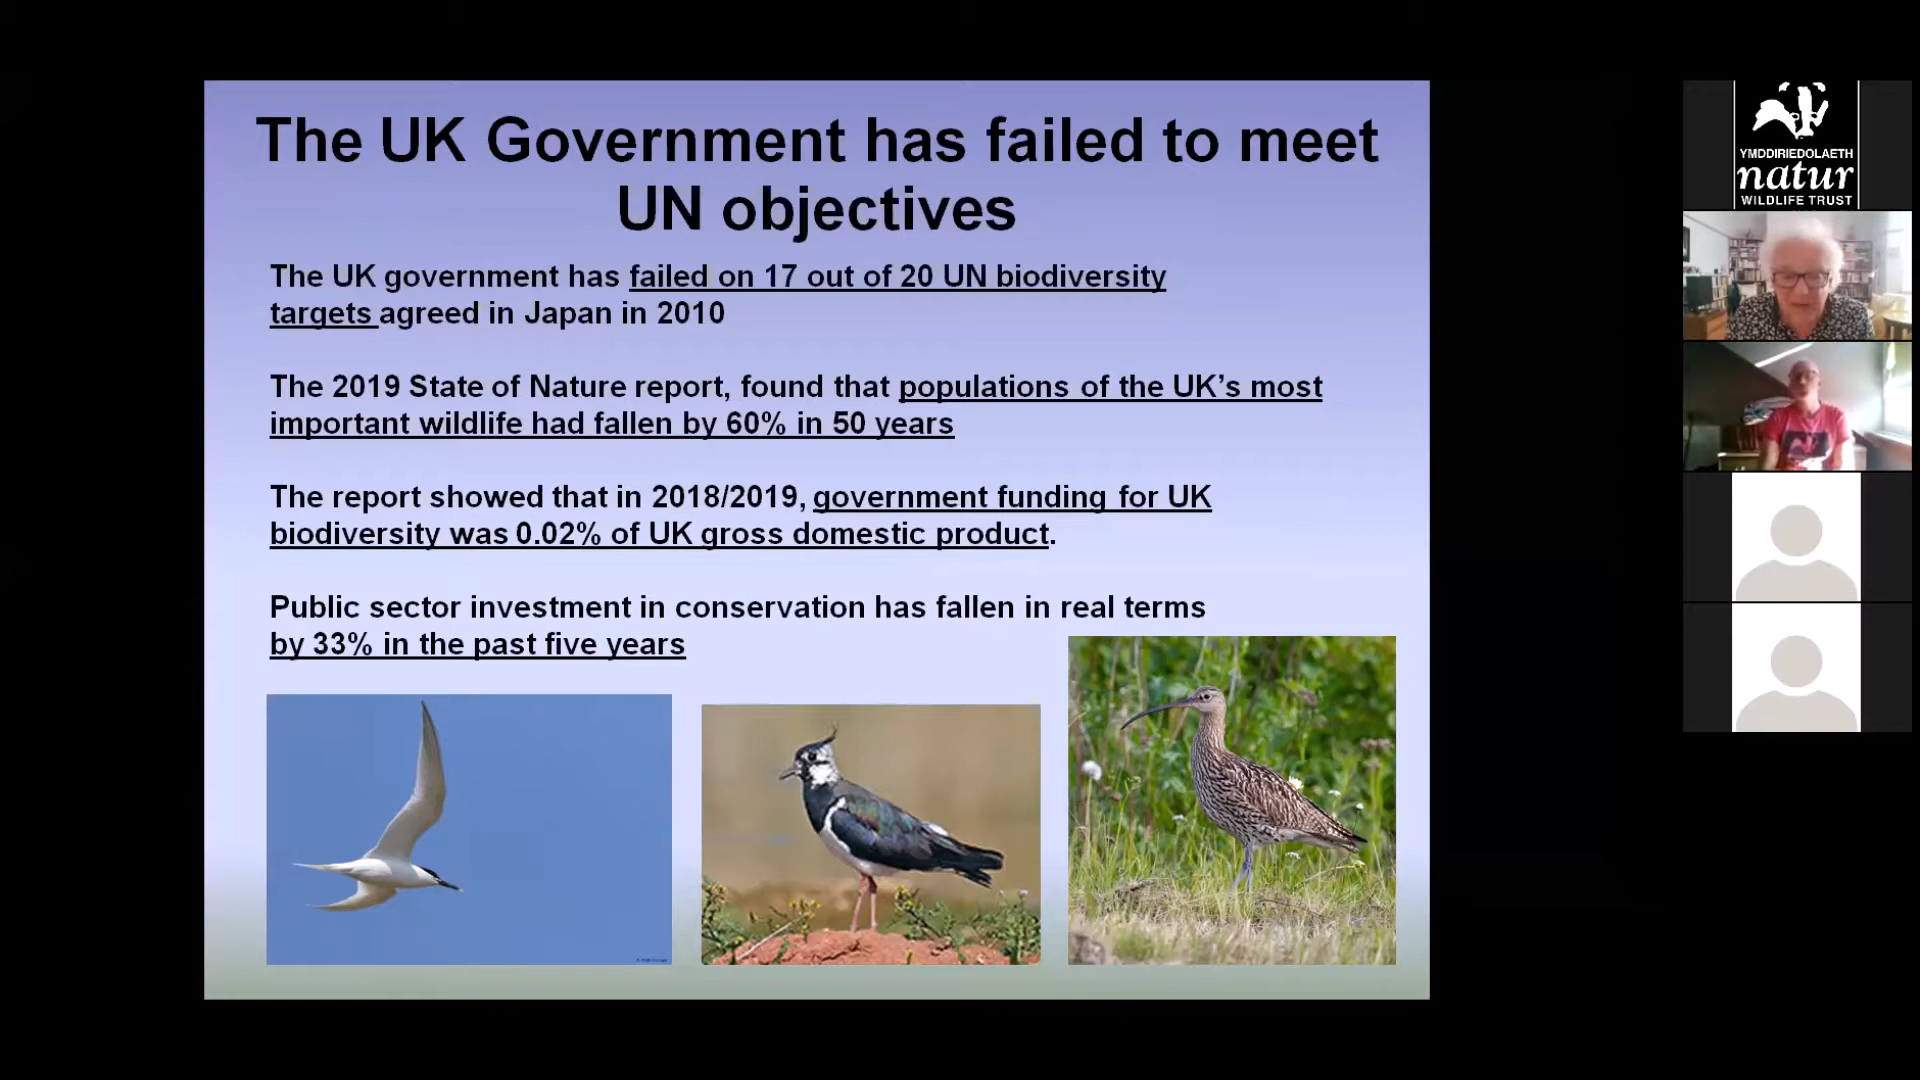 The UK Government has failed to meet
UN objectives
The UK government has failed on 17 out of 20 UN biodiversity
targets agreed in Japan in 2010
The 2019 State of Nature report, found that populations of the UK's most
important wildlife had fallen by 60% in 50 years
The report showed that in 2018/2019, government funding for UK
biodiversity was 0.02% of UK gross domestic product.
Public sector investment in conservation has fallen in real terms
by 33% in the past five years
YMDDIRIEDOLAETH
natur
WILDLIFE TRUST